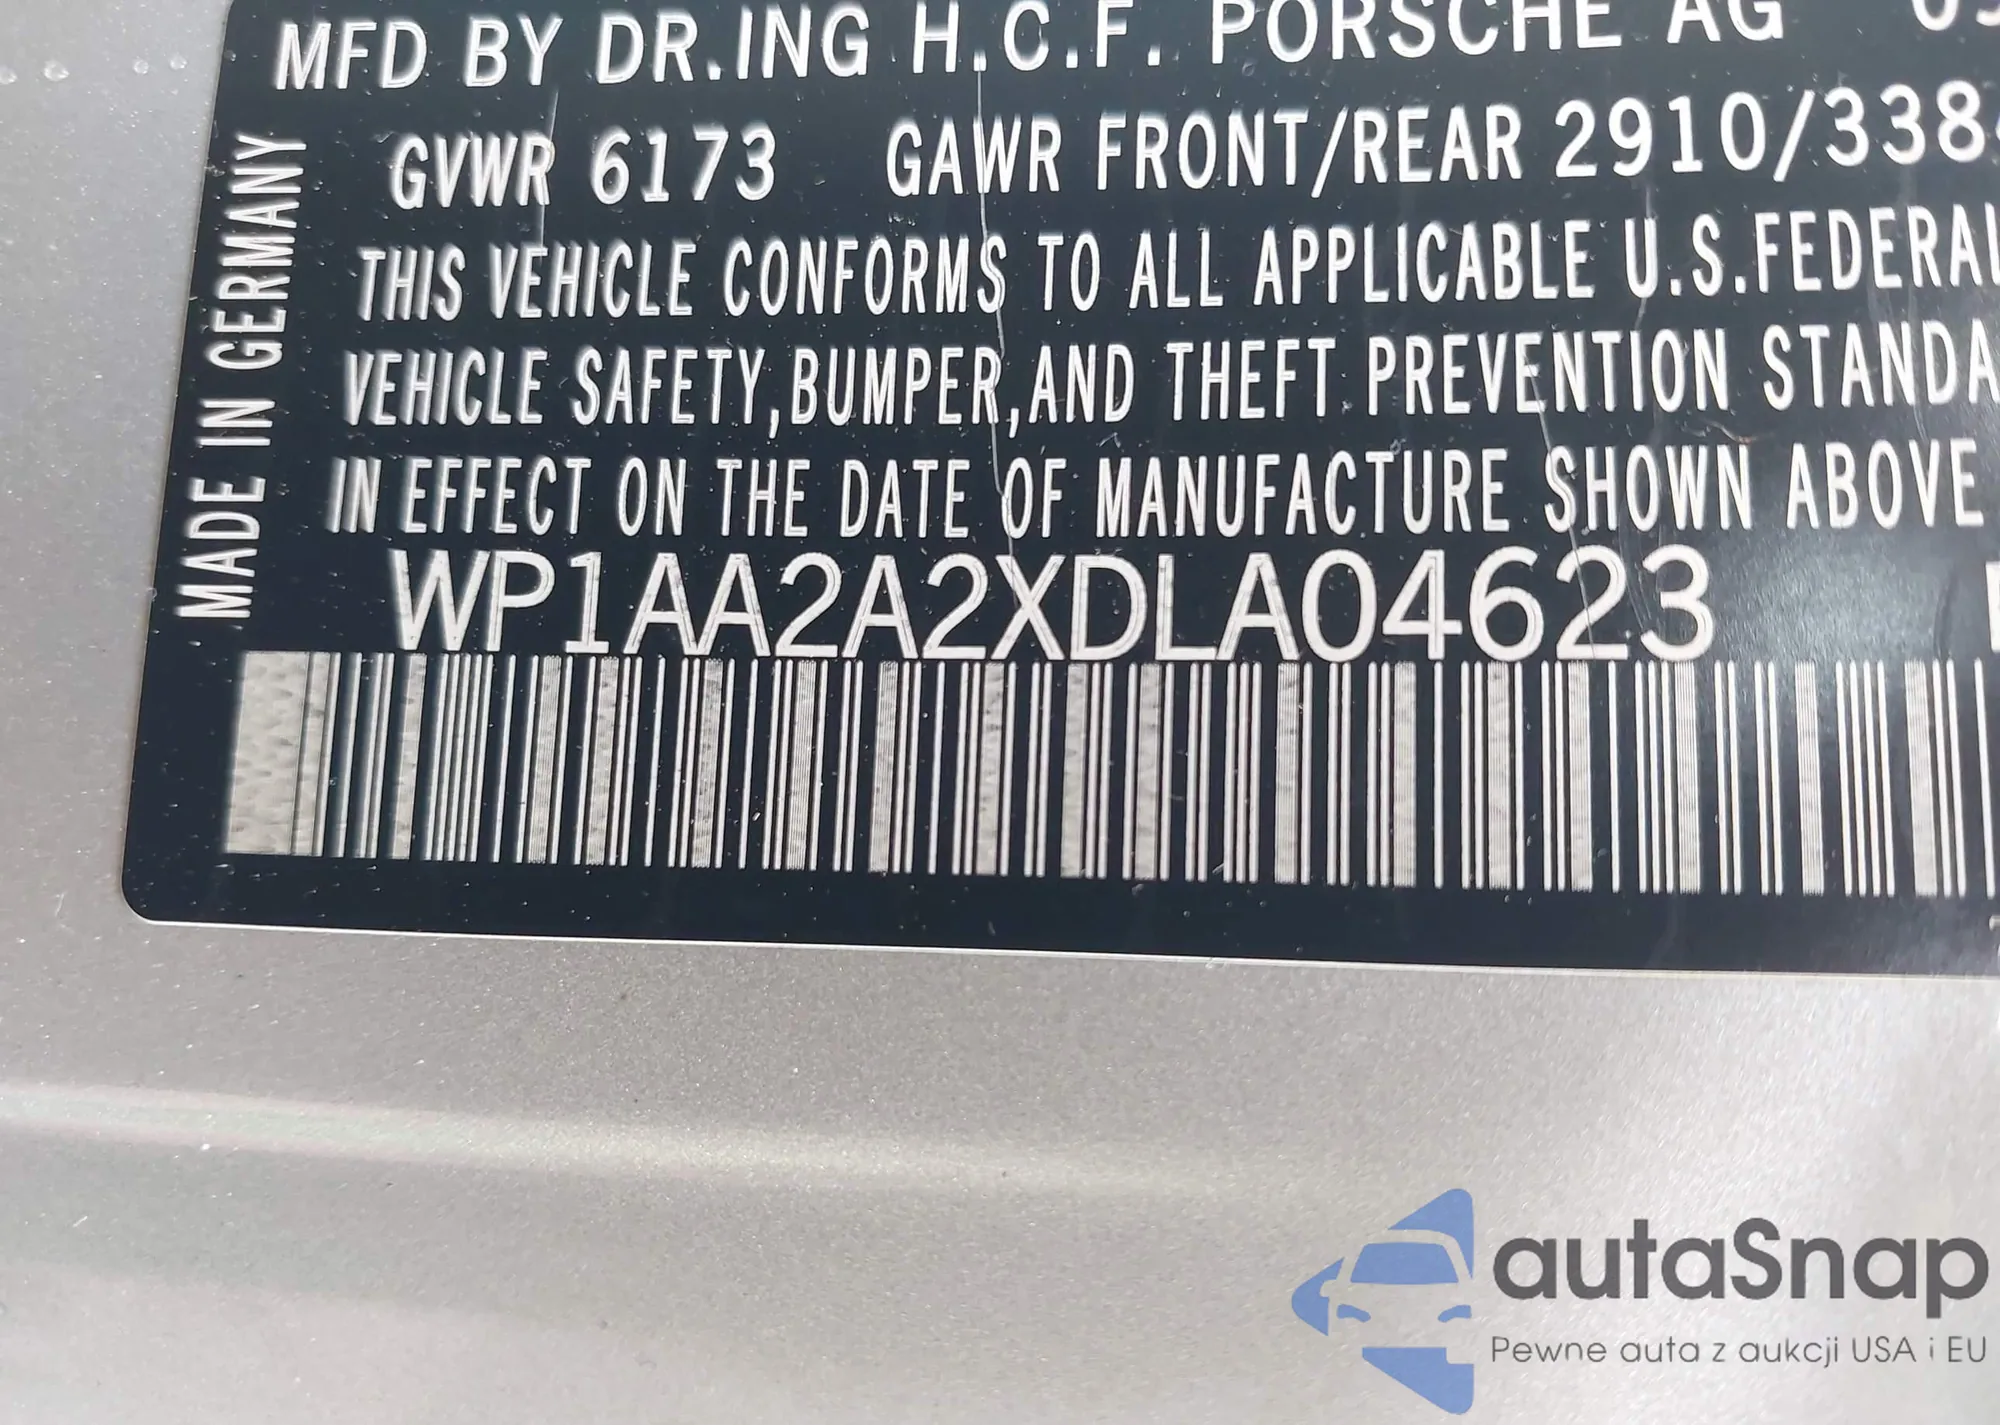 MFD BY DR.ING H.C.F. PORSCHE AG
GVWR 6173 GAWR FRONT/REAR 2910/338
THIS VEHICLE CONFORMS TO ALL APPLICABLE U.S.FEDERAL
VEHICLE SAFETY,BUMPER,AND THEFT PREVENTION STANDA
IN EFFECT ON THE DATE OF MANUFACTURE SHOWN ABOVE
WP1AA2A2XDLA04623
MADE IN GERMANY
autaSnap
Pewne auta z aukcji USA i EU